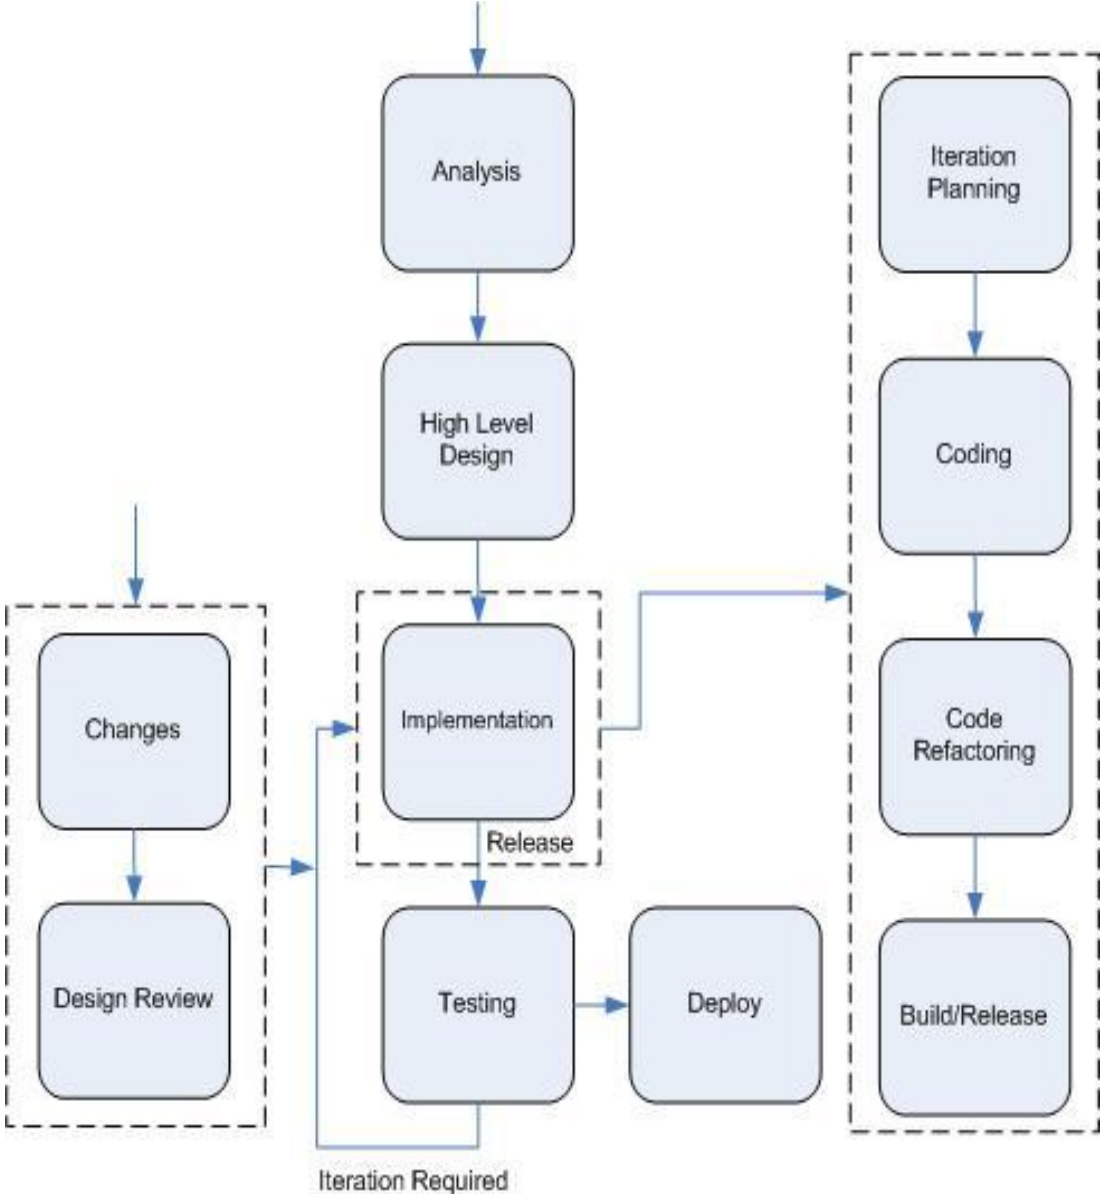 Analysis
Iteration
Planning
High Level
Design
Coding
Changes
Implementation
Code
Refactoring
Release
Design Review
Testing
Deploy
Build/Release
Iteration Required